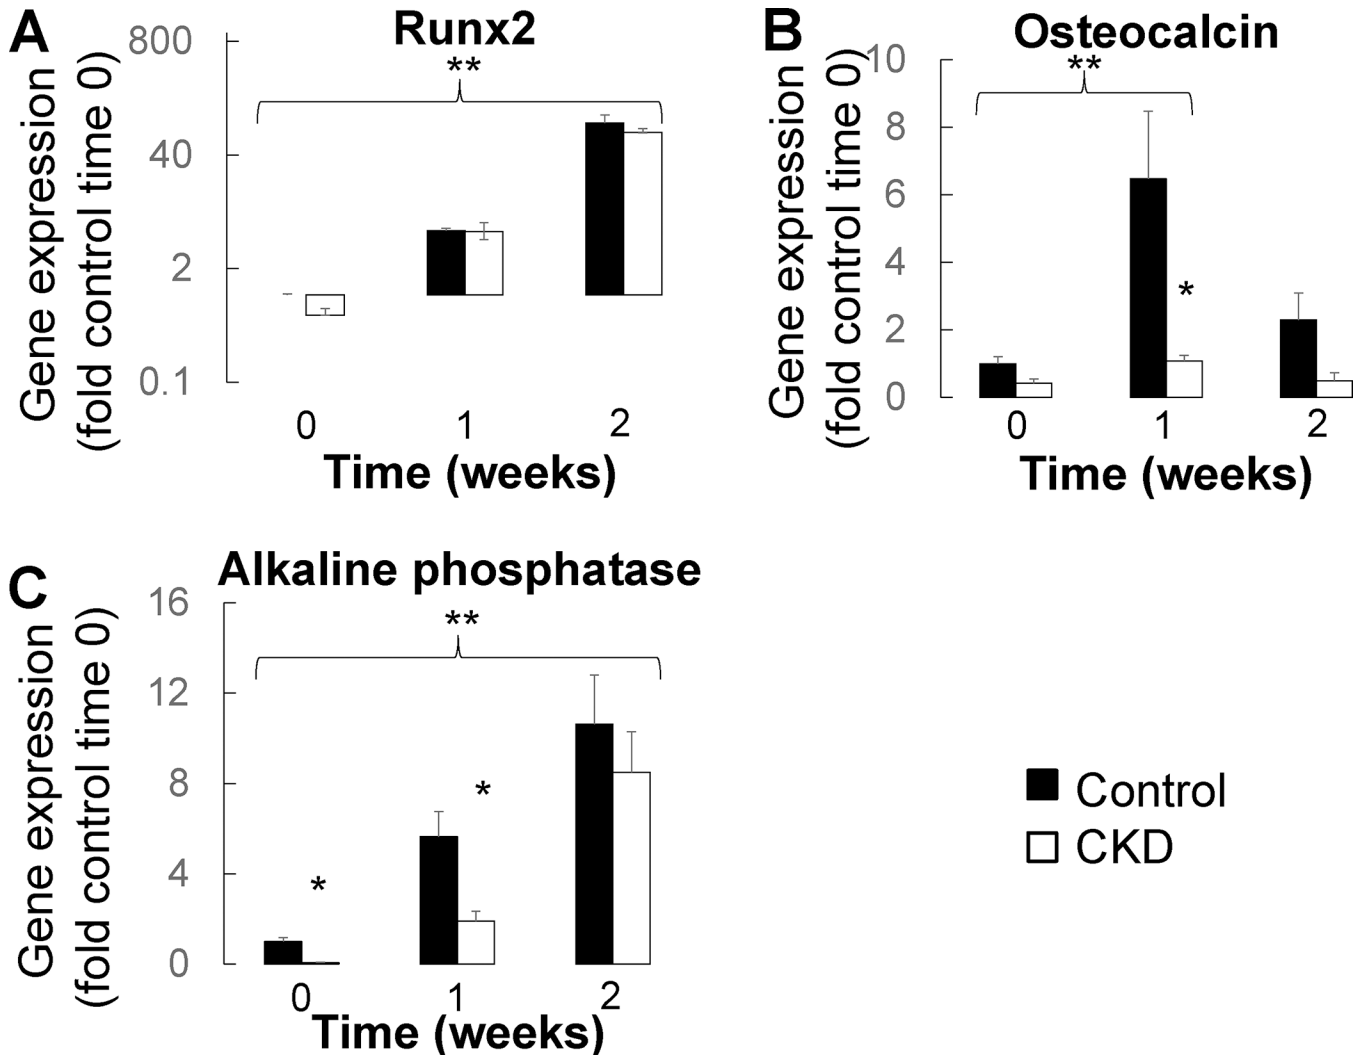 A
Runx2
**
Gene expression
(fold control time 0)
800
40
2
0.1
0 1 2
Time (weeks)
B
Osteocalcin
**
*
Gene expression
(fold control time 0)
10
8
6
4
2
0
0 1 2
Time (weeks)
C
Alkaline phosphatase
**
*
*
Gene expression
(fold control time 0)
16
12
8
4
0
0 1 2
Time (weeks)
Control
CKD